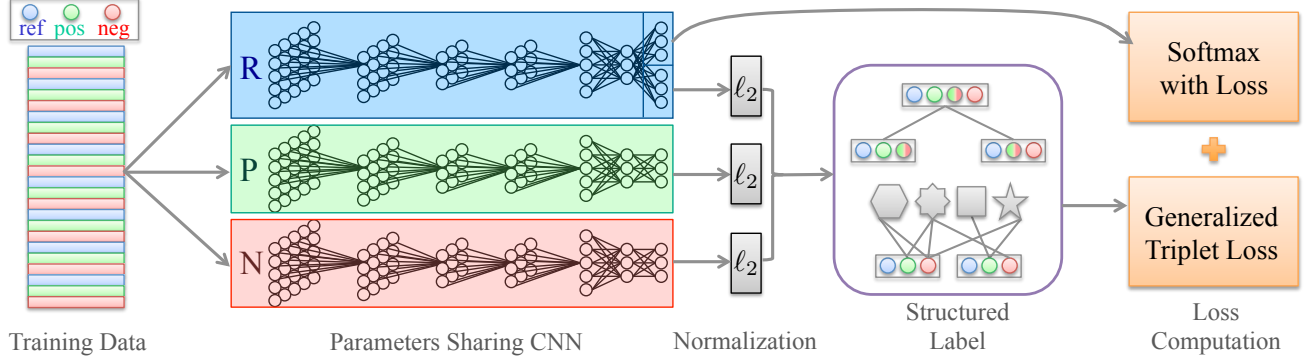 ref pos neg
R
P
N
ℓ2
ℓ2
ℓ2
Softmax
with Loss
Generalized
Triplet Loss
Training Data
Parameters Sharing CNN
Normalization
Structured
Label
Loss
Computation